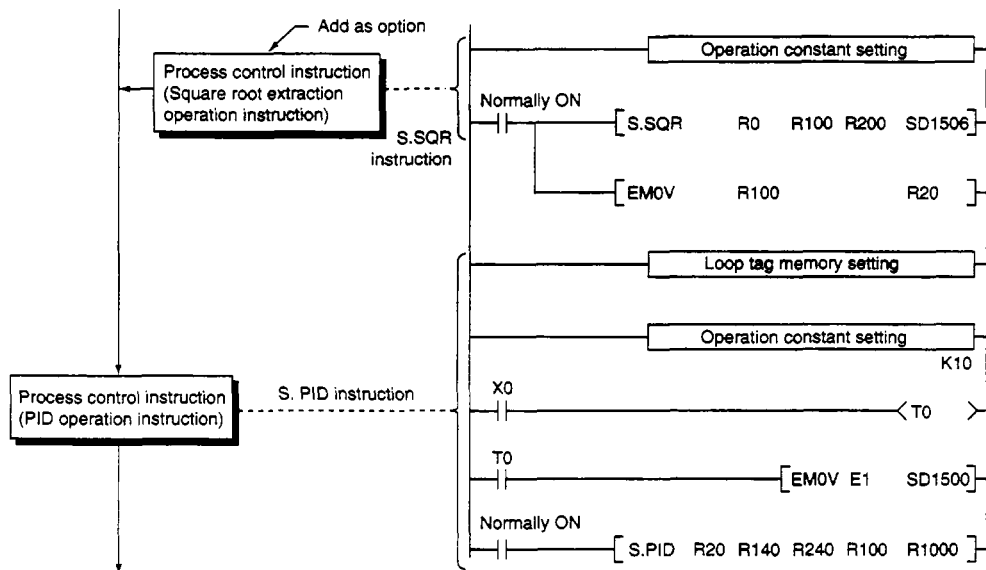 Add as option
Process control instruction
(Square root extraction
operation instruction)
S.SQR
instruction
Operation constant setting
Normally ON
S.SQR R0 R100 R200 SD1506
EM0V R100 R20
Loop tag memory setting
Operation constant setting
K10
Process control instruction
(PID operation instruction)
S. PID instruction
X0
T0
T0
EM0V E1 SD1500
Normally ON
S.PID R20 R140 R240 R100 R1000